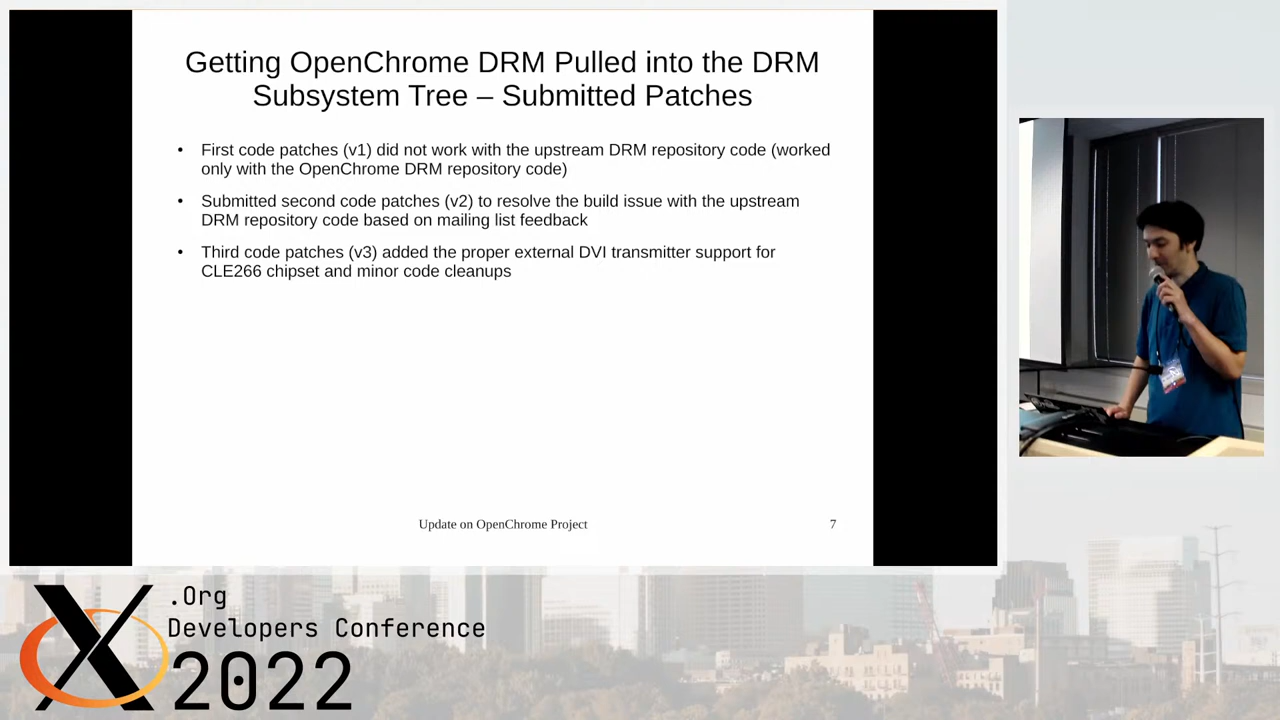 Getting OpenChrome DRM Pulled into the DRM
Subsystem Tree – Submitted Patches
• First code patches (v1) did not work with the upstream DRM repository code (worked
only with the OpenChrome DRM repository code)
• Submitted second code patches (v2) to resolve the build issue with the upstream
DRM repository code based on mailing list feedback
• Third code patches (v3) added the proper external DVI transmitter support for
CLE266 chipset and minor code cleanups
Update on OpenChrome Project
7
X.Org
Developers Conference
2022